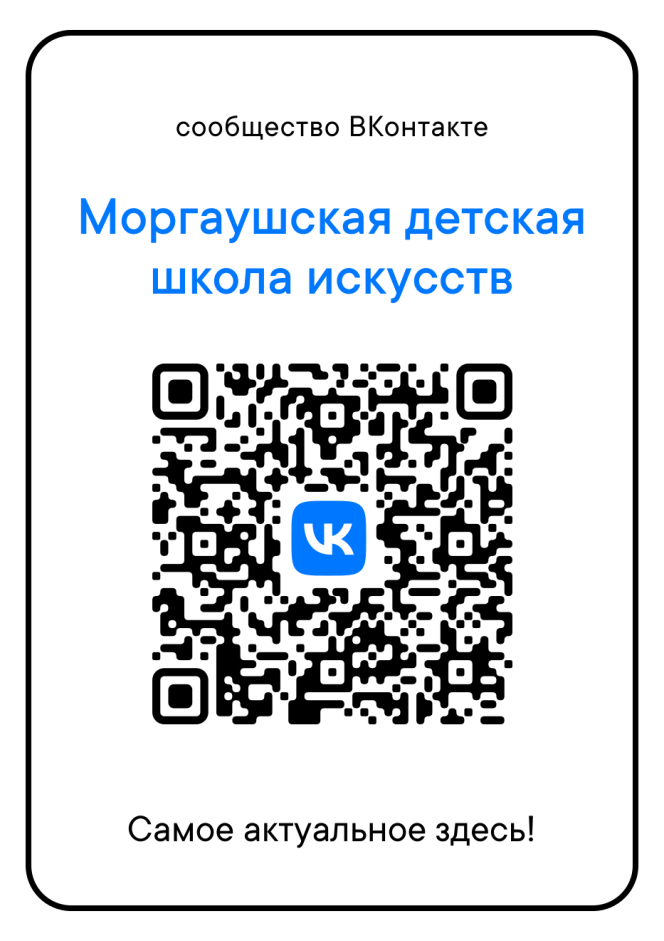 сообщество ВКонтакте
Моргаушская детская
школа искусств
Самое актуальное здесь!